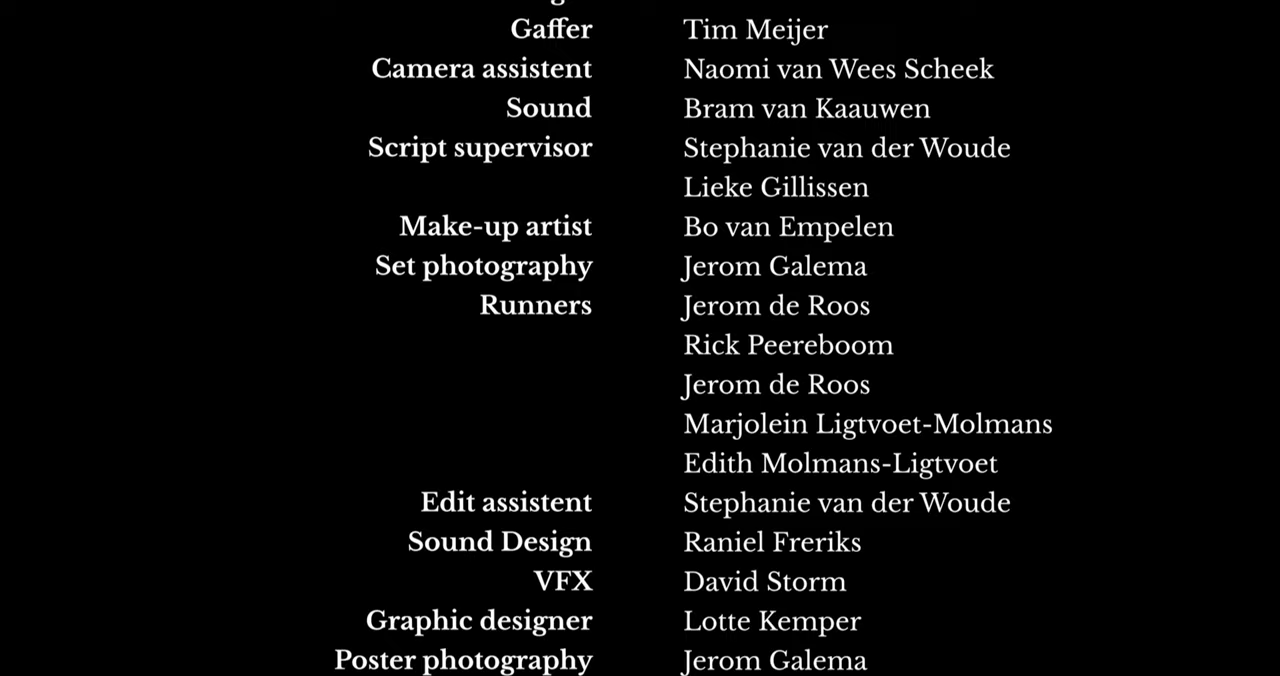 Gaffer Tim Meijer
Camera assistent Naomi van Wees Scheek
Sound Bram van Kaauwen
Script supervisor Stephanie van der Woude
Lieke Gillissen
Make-up artist Bo van Empelen
Set photography Jerom Galema
Runners Jerom de Roos
Rick Peereboom
Jerom de Roos
Marjolein Ligtvoet-Molmans
Edith Molmans-Ligtvoet
Edit assistent Stephanie van der Woude
Sound Design Raniel Freriks
VFX David Storm
Graphic designer Lotte Kemper
Poster photography Jerom Galema